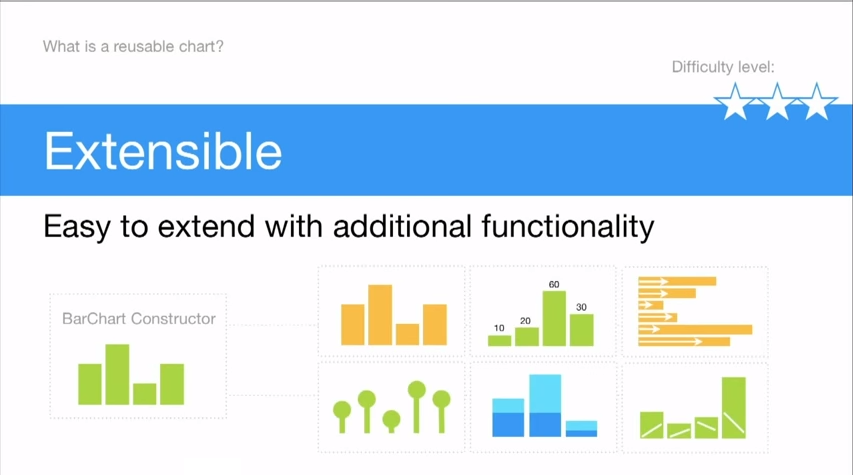 What is a reusable chart?
Difficulty level:
Extensible
Easy to extend with additional functionality
BarChart Constructor
10
20
60
30